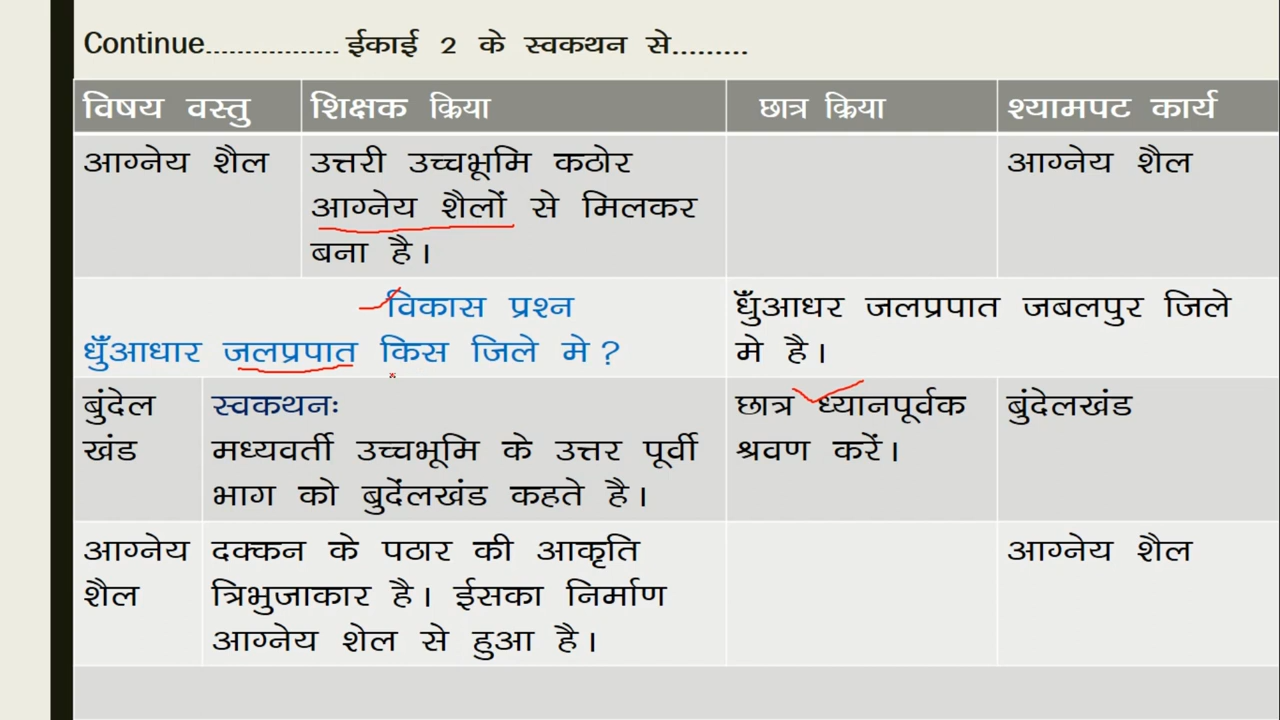 Continue................. ईकाई 2 के स्वकथन से.........
विषय वस्तु शिक्षक क्रिया छात्र क्रिया श्यामपट कार्य
आग्नेय शैल
उत्तरी उच्चभूमि कठोर
आग्नेय शैलों से मिलकर
बना है।
आग्नेय शैल
विकास प्रश्न
धुँआधार जलप्रपात किस जिले मे ?
धुँआधर जलप्रपात जबलपुर जिले
मे है।
बुंदेल
खंड
स्वकथनः
मध्यवर्ती उच्चभूमि के उत्तर पूर्वी
भाग को बुदेंलखंड कहते है।
छात्र ध्यानपूर्वक
श्रवण करें।
बुंदेलखंड
आग्नेय
शैल
दक्कन के पठार की आकृति
त्रिभुजाकार है। ईसका निर्माण
आग्नेय शेल से हुआ है।
आग्नेय शैल